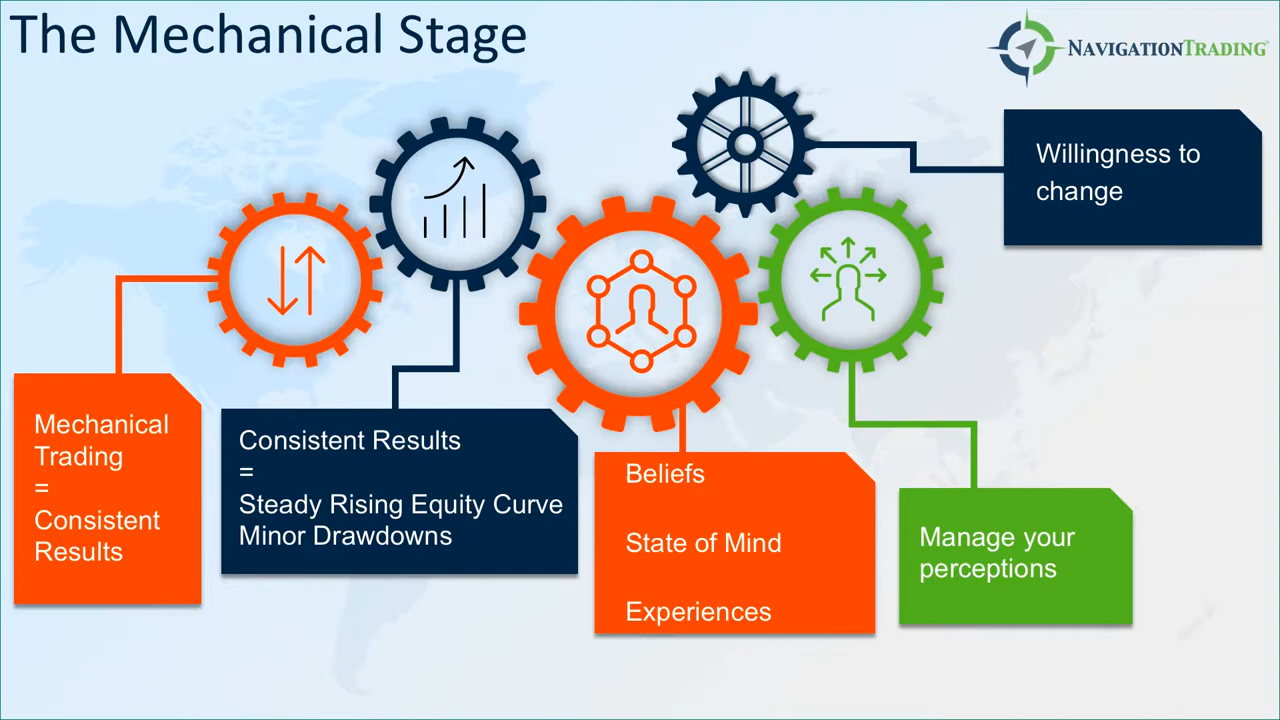 The Mechanical Stage
NAVIGATIONTRADING
Willingness to
change
Mechanical
Trading
=
Consistent
Results
Consistent Results
=
Steady Rising Equity Curve
Minor Drawdowns
Beliefs
State of Mind
Experiences
Manage your
perceptions